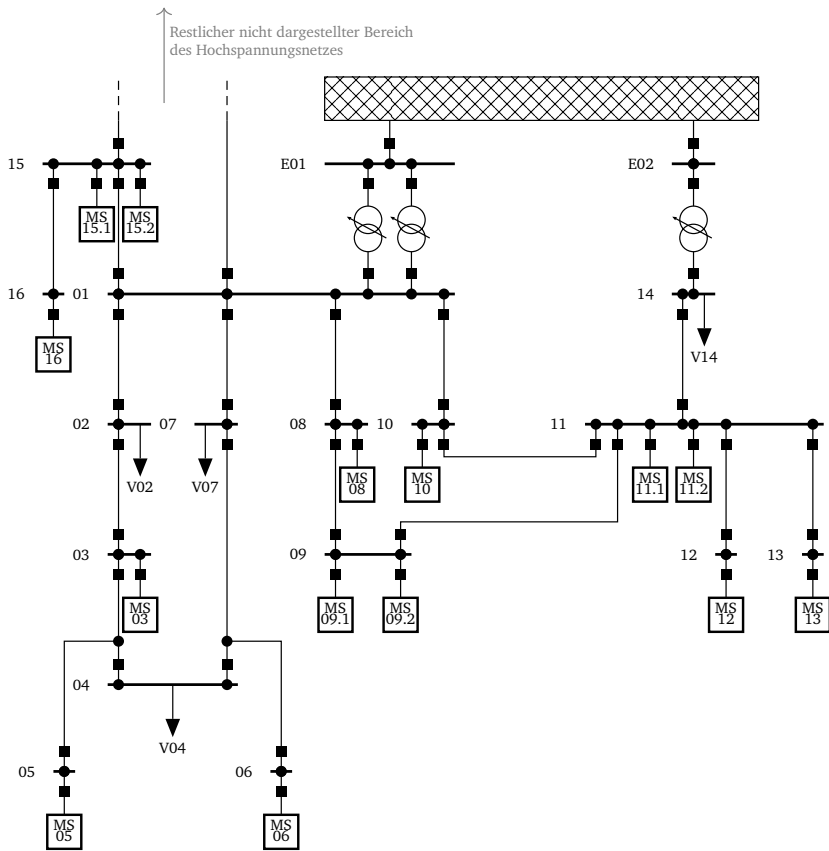 Restlicher nicht dargestellter Bereich
des Hochspannungsnetzes
15
E01
E02
MS
15.1
MS
15.2
16
01
14
MS
16
V14
02
07
08
10
11
V02
V07
MS
08
MS
10
MS
11.1
MS
11.2
03
09
12
13
MS
03
MS
09.1
MS
09.2
MS
12
MS
13
04
V04
05
06
MS
05
MS
06